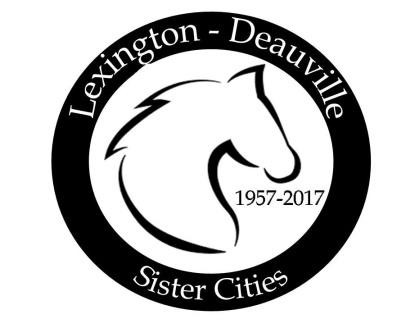 Lexington - Deauville
1957-2017
Sister Cities